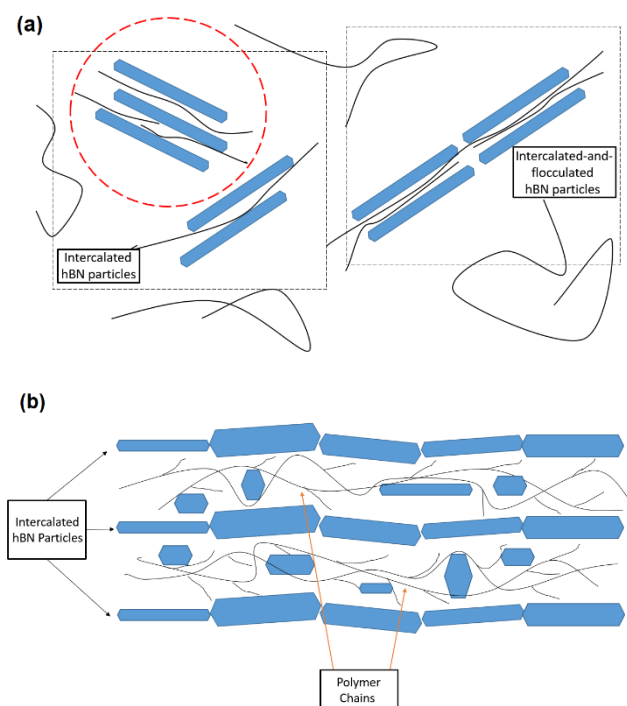 (a)
Intercalated-and-
flocculated
hBN particles
Intercalated
hBN particles
(b)
Intercalated
hBN Particles
Polymer
Chains